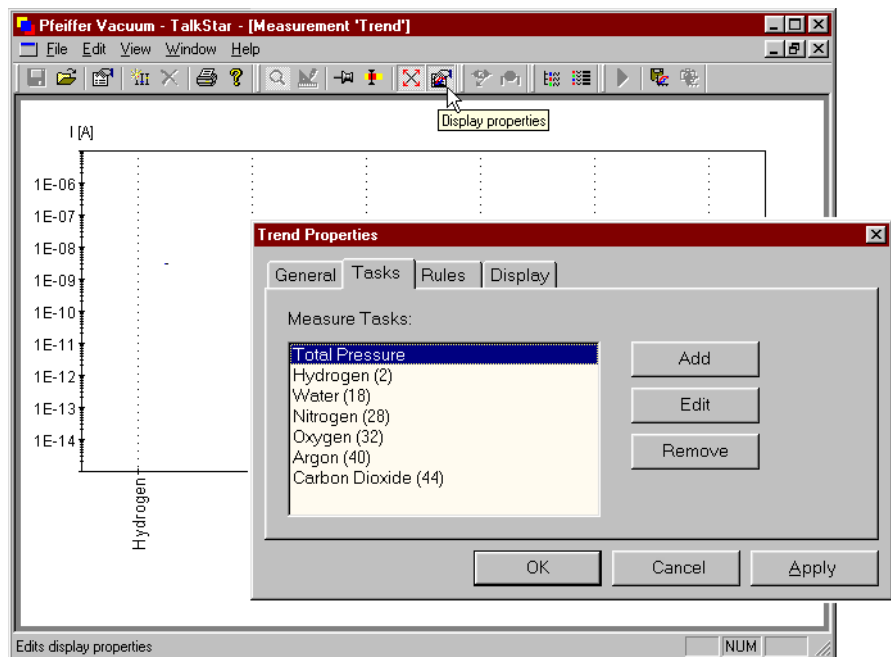 Pfeiffer Vacuum - TalkStar - [Measurement 'Trend']
File Edit View Window Help
Display properties
I [A]
1E-06
1E-07
1E-08
1E-09
1E-10
1E-11
1E-12
1E-13
1E-14
Hydrogen
Trend Properties
General Tasks Rules Display
Measure Tasks:
Total Pressure
Hydrogen (2)
Water (18)
Nitrogen (28)
Oxygen (32)
Argon (40)
Carbon Dioxide (44)
Add
Edit
Remove
OK Cancel Apply
Edits display properties NUM